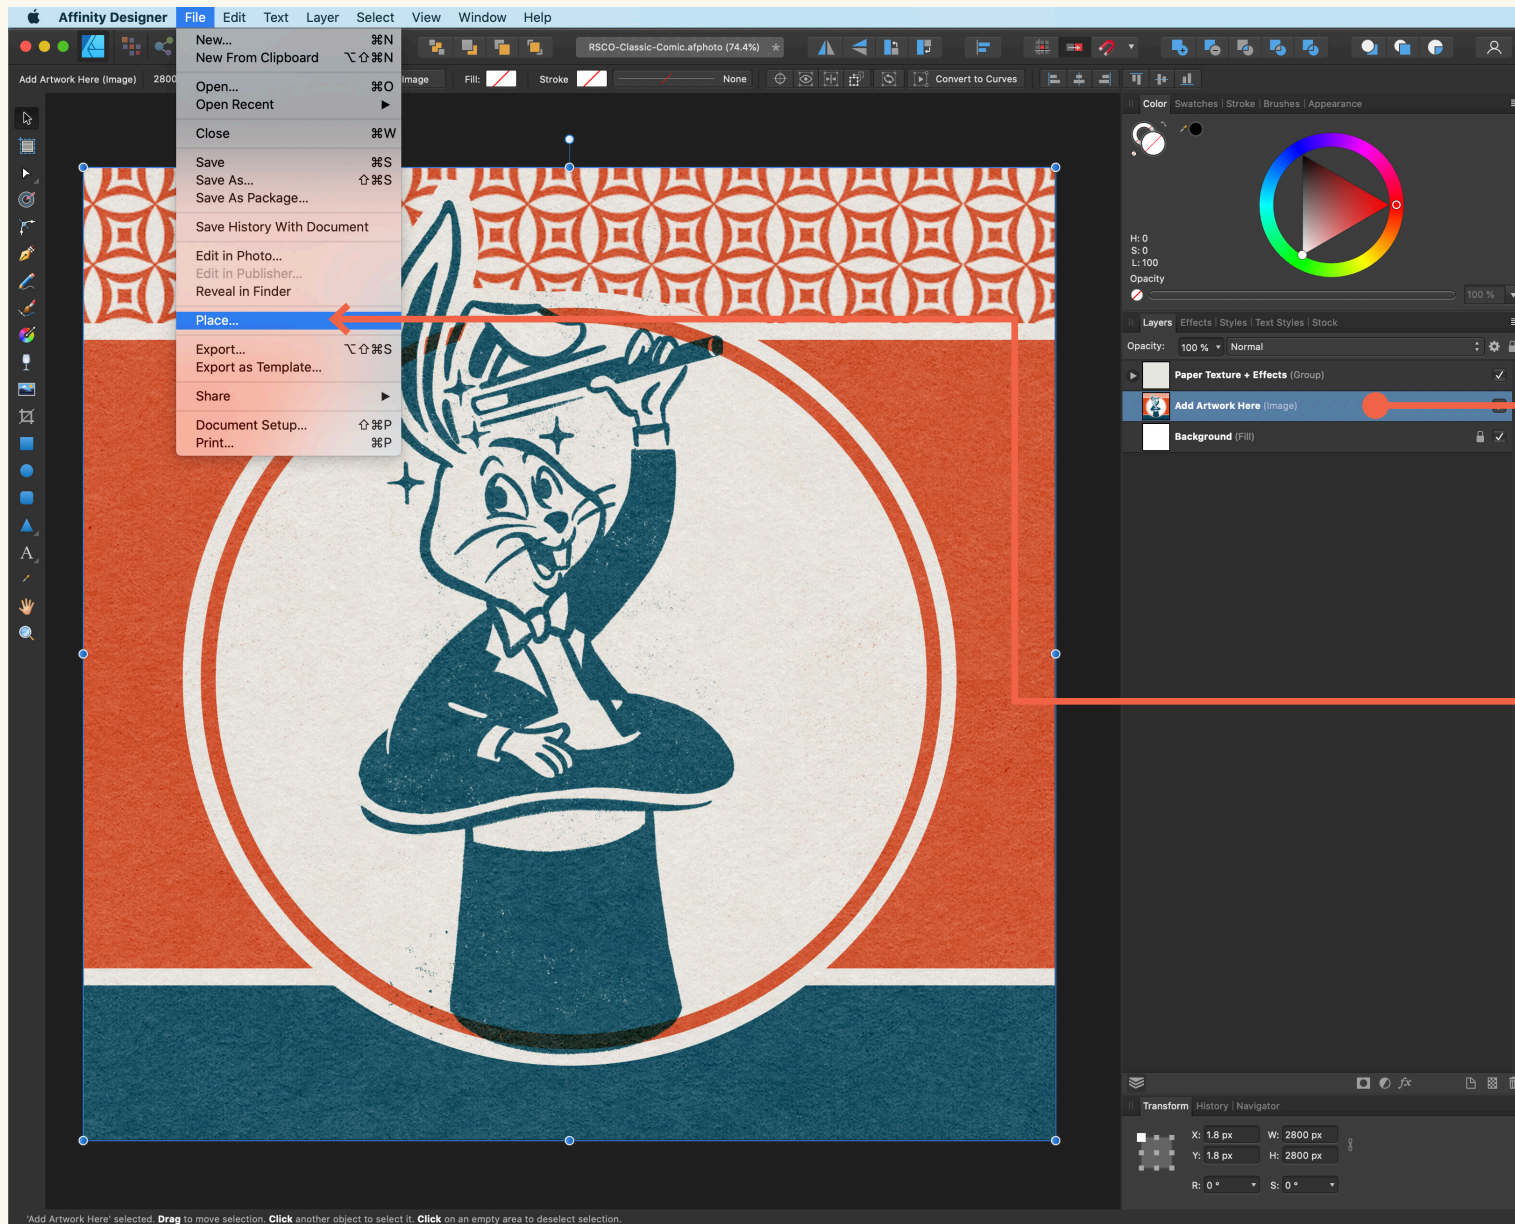 Affinity Designer File Edit Text Layer Select View Window Help
RSCO-Classic-Comic.afphoto (74.4%)
Add Artwork Here (Image) 2800
mage Fill: Stroke None Convert to Curves
New... ⌘N
New From Clipboard ⌥⇧⌘N
Open... ⌘O
Open Recent
Close ⌘W
Save ⌘S
Save As... ⇧⌘S
Save As Package...
Save History With Document
Edit in Photo...
Edit in Publisher...
Reveal in Finder
Place...
Export... ⌥⇧⌘S
Export as Template...
Share
Document Setup... ⇧⌘P
Print... ⌘P
A
Color Swatches | Stroke | Brushes | Appearance
H: 0
S: 0
L: 100
Opacity
100 %
Layers Effects | Styles | Text Styles | Stock
Opacity: 100 % Normal
Paper Texture + Effects (Group)
Add Artwork Here (Image)
Background (Fill)
fx
Transform History | Navigator
X: 1.8 px W: 2800 px
Y: 1.8 px H: 2800 px
R: 0 ° S: 0 °
'Add Artwork Here' selected. Drag to move selection. Click another object to select it. Click on an empty area to deselect selection.